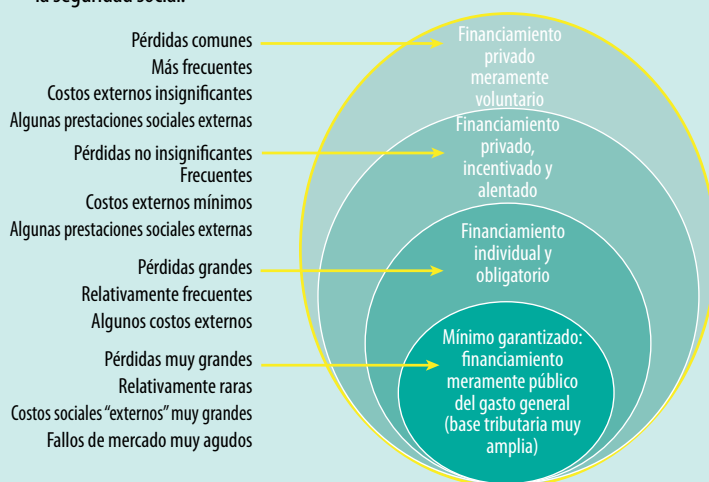 la seguridad social.
Pérdidas comunes
Más frecuentes
Costos externos insignificantes
Algunas prestaciones sociales externas
Financiamiento
privado
meramente
voluntario
Pérdidas no insignificantes
Frecuentes
Costos externos mínimos
Algunas prestaciones sociales externas
Financiamiento
privado,
incentivado y
alentado
Pérdidas grandes
Relativamente frecuentes
Algunos costos externos
Financiamiento
individual y
obligatorio
Pérdidas muy grandes
Relativamente raras
Costos sociales “externos” muy grandes
Fallos de mercado muy agudos
Mínimo garantizado:
financiamiento
meramente público
del gasto general
(base tributaria muy
amplia)